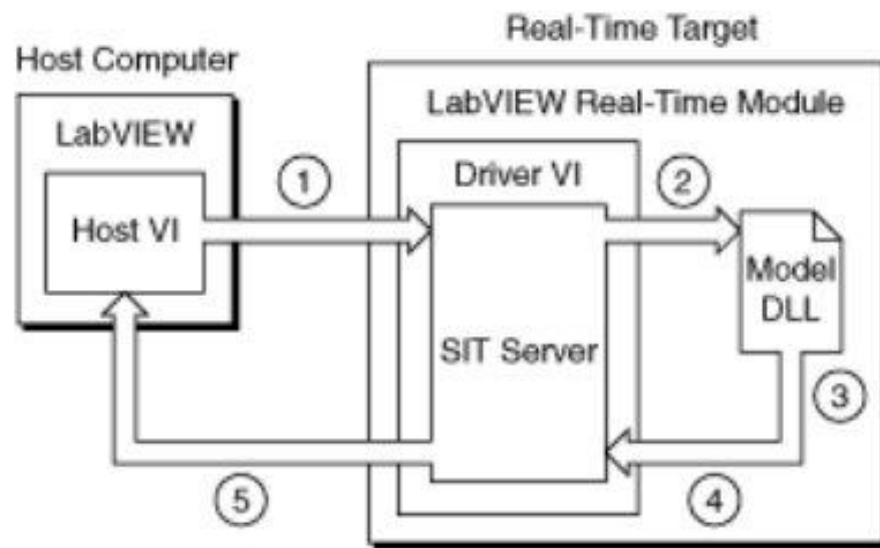 Real-Time Target
Host Computer
LabVIEW Real-Time Module
LabVIEW
Driver VI
1
2
Host VI
Model
DLL
SIT Server
3
5
4